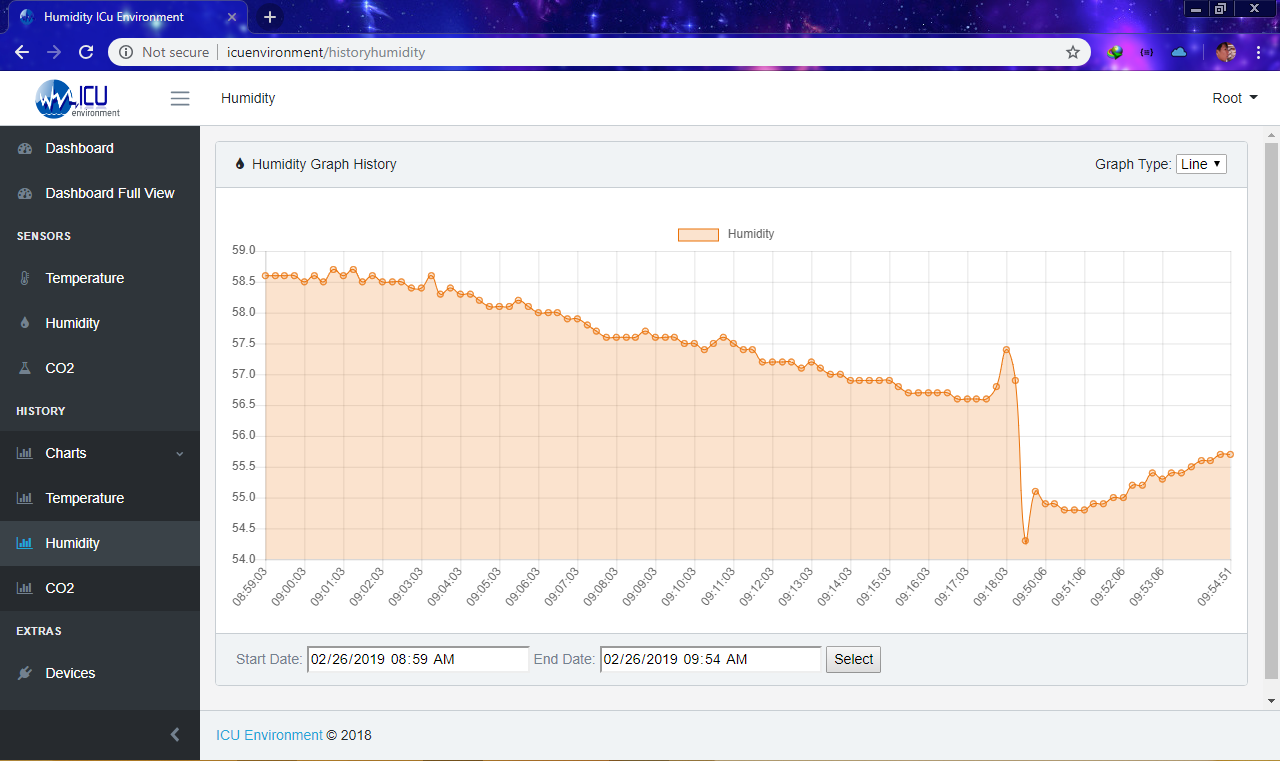 Humidity ICu Environment
Not secure | icuenvironment/historyhumidity
ICU
environment
Humidity
Root
Dashboard
Dashboard Full View
SENSORS
Temperature
Humidity
CO2
HISTORY
Charts
Temperature
Humidity
CO2
EXTRAS
Devices
Humidity Graph History
Graph Type: Line
Humidity
59.0
58.5
58.0
57.5
57.0
56.5
56.0
55.5
55.0
54.5
54.0
08:59:03 09:00:03 09:01:03 09:02:03 09:03:03 09:04:03 09:05:03 09:06:03 09:07:03 09:08:03 09:09:03 09:10:03 09:11:03 09:12:03 09:13:03 09:14:03 09:15:03 09:16:03 09:17:03 09:18:03 09:50:06 09:51:06 09:52:06 09:53:06 09:54:51
Start Date: 02/26/2019 08:59 AM End Date: 02/26/2019 09:54 AM Select
ICU Environment © 2018